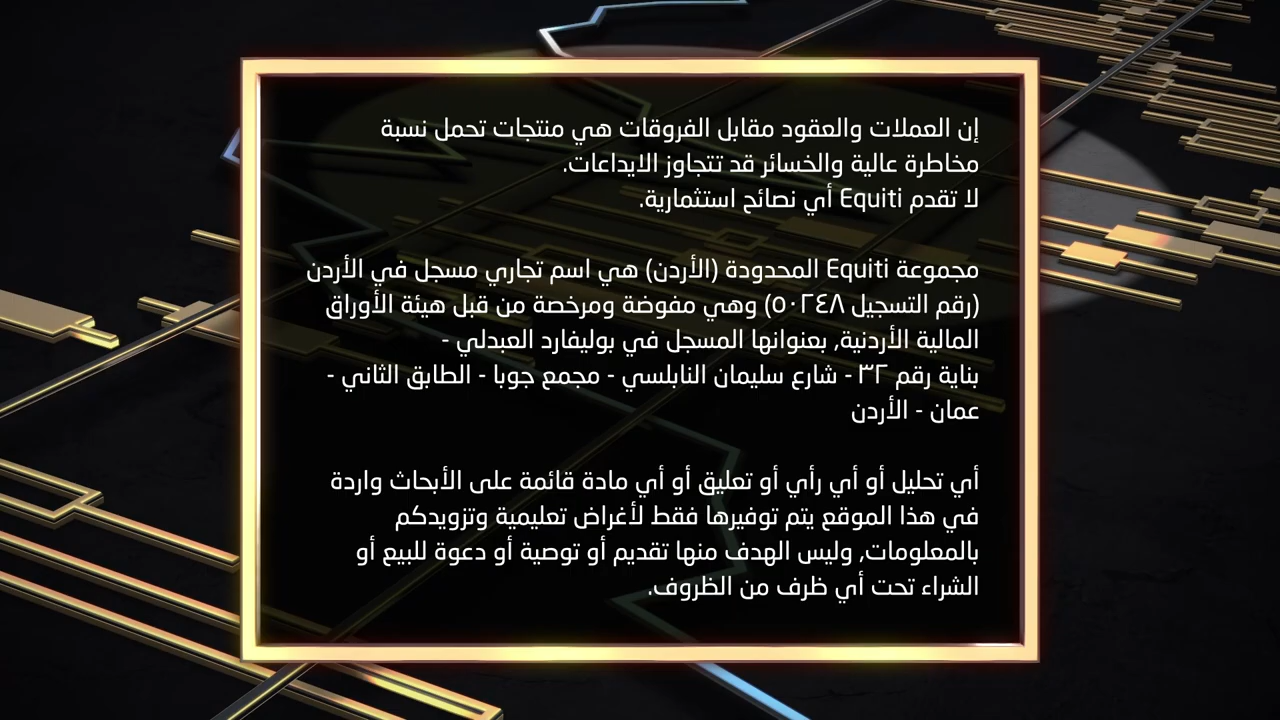 إن العملات والعقود مقابل الفروقات هي منتجات تحمل نسبة
مخاطرة عالية والخسائر قد تتجاوز الايداعات.
لا تقدم Equiti أي نصائح استثمارية.
مجموعة Equiti المحدودة (الأردن) هي اسم تجاري مسجل في الأردن
(رقم التسجيل ٥٠٢٤٨) وهي مفوضة ومرخصة من قبل هيئة الأوراق
المالية الأردنية, بعنوانها المسجل في بوليفارد العبدلي -
بناية رقم ٣٢ - شارع سليمان النابلسي - مجمع جوبا - الطابق الثاني -
عمان - الأردن
أي تحليل أو أي رأي أو تعليق أو أي مادة قائمة على الأبحاث واردة
في هذا الموقع يتم توفيرها فقط لأغراض تعليمية وتزويدكم
بالمعلومات, وليس الهدف منها تقديم أو توصية أو دعوة للبيع أو
الشراء تحت أي ظرف من الظروف.